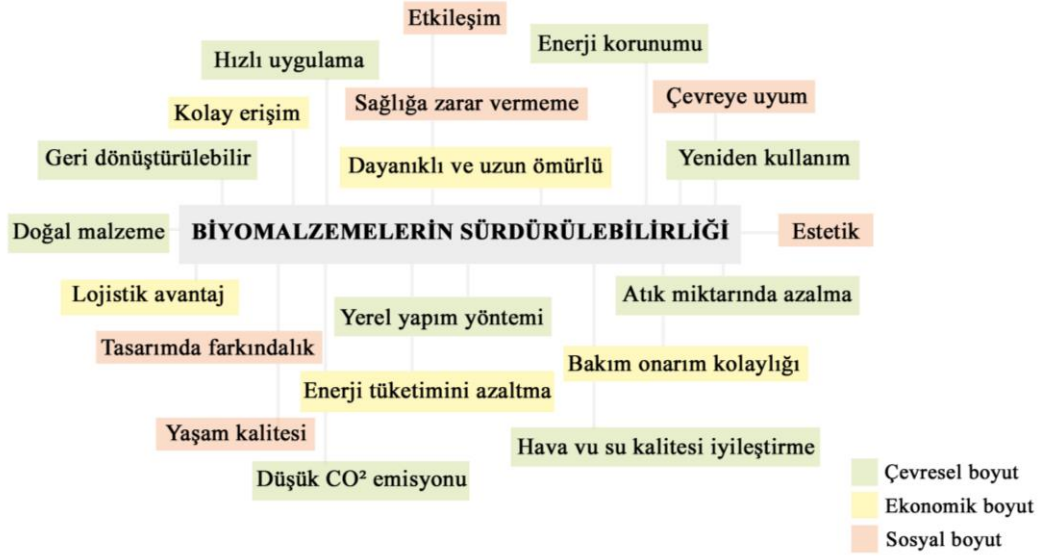 Etkileşim
Enerji korunumu
Hızlı uygulama
Kolay erişim
Sağlığa zarar vermeme
Çevreye uyum
Geri dönüştürülebilir
Dayanıklı ve uzun ömürlü
Yeniden kullanım
Doğal malzeme
BİYOMALZEMELERİN SÜRDÜRÜLEBİLİRLİĞİ
Estetik
Lojistik avantaj
Yerel yapım yöntemi
Atık miktarında azalma
Tasarımda farkındalık
Enerji tüketimini azaltma
Bakım onarım kolaylığı
Yaşam kalitesi
Düşük CO² emisyonu
Hava vu su kalitesi iyileştirme
Çevresel boyut
Ekonomik boyut
Sosyal boyut